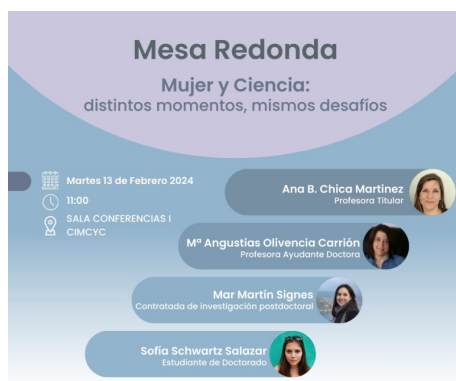 Mesa Redonda
Mujer y Ciencia:
distintos momentos, mismos desafíos
Martes 13 de Febrero 2024
11:00
SALA CONFERENCIAS I
CIMCYC
Ana B. Chica Martinez
Profesora Titular
Mª Angustias Olivencia Carrión
Profesora Ayudante Doctora
Mar Martín Signes
Contratada de investigación postdoctoral
Sofía Schwartz Salazar
Estudiante de Doctorado